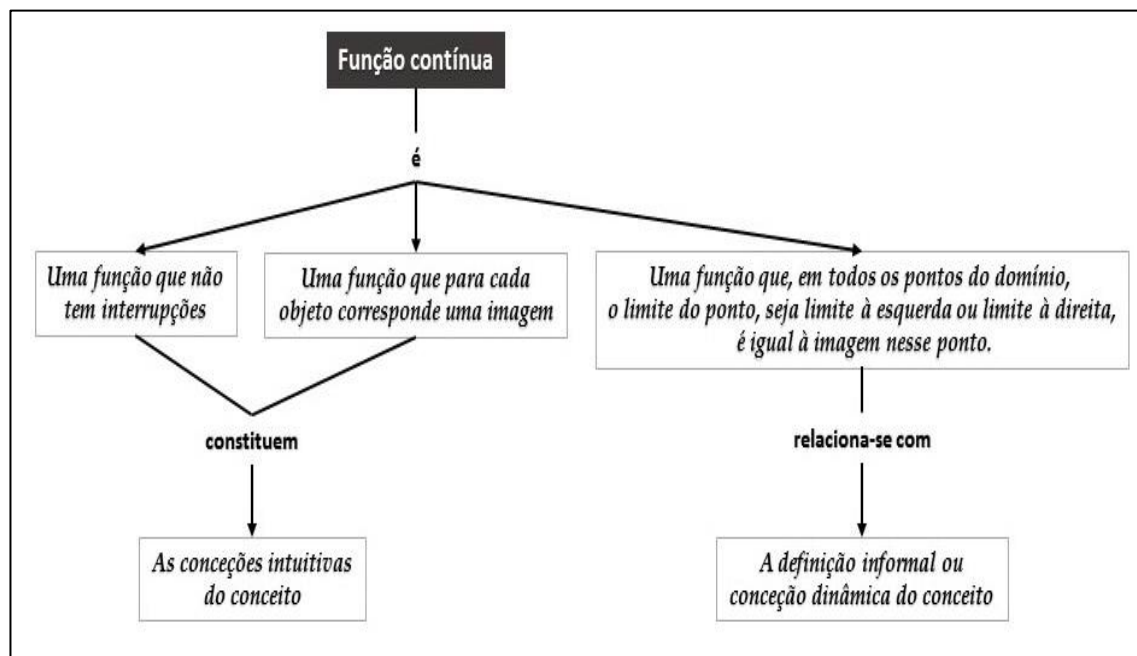 Função contínua
é
Uma função que não
tem interrupções
Uma função que para cada
objeto corresponde uma imagem
Uma função que, em todos os pontos do domínio,
o limite do ponto, seja limite à esquerda ou limite à direita,
é igual à imagem nesse ponto.
constituem
relaciona-se com
As conceções intuitivas
do conceito
A definição informal ou
conceção dinâmica do conceito